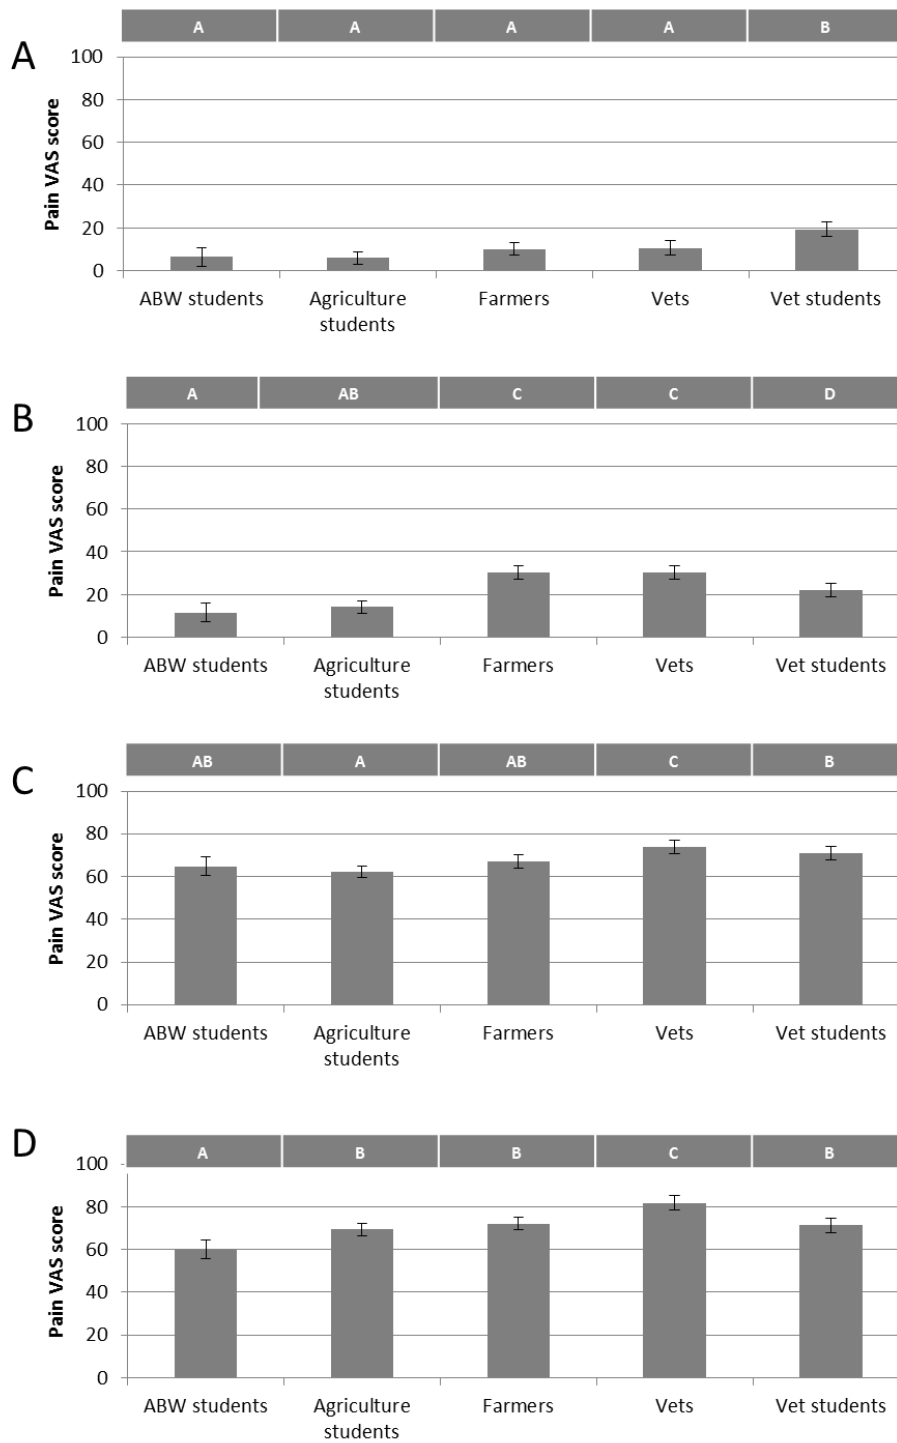 A A A A B
A
Pain VAS score
100
80
60
40
20
0
ABW students Agriculture students Farmers Vets Vet students
A AB C C D
B
Pain VAS score
100
80
60
40
20
0
ABW students Agriculture students Farmers Vets Vet students
AB A AB C B
C
Pain VAS score
100
80
60
40
20
0
ABW students Agriculture students Farmers Vets Vet students
A B B C B
D
Pain VAS score
100
80
60
40
20
0
ABW students Agriculture students Farmers Vets Vet students